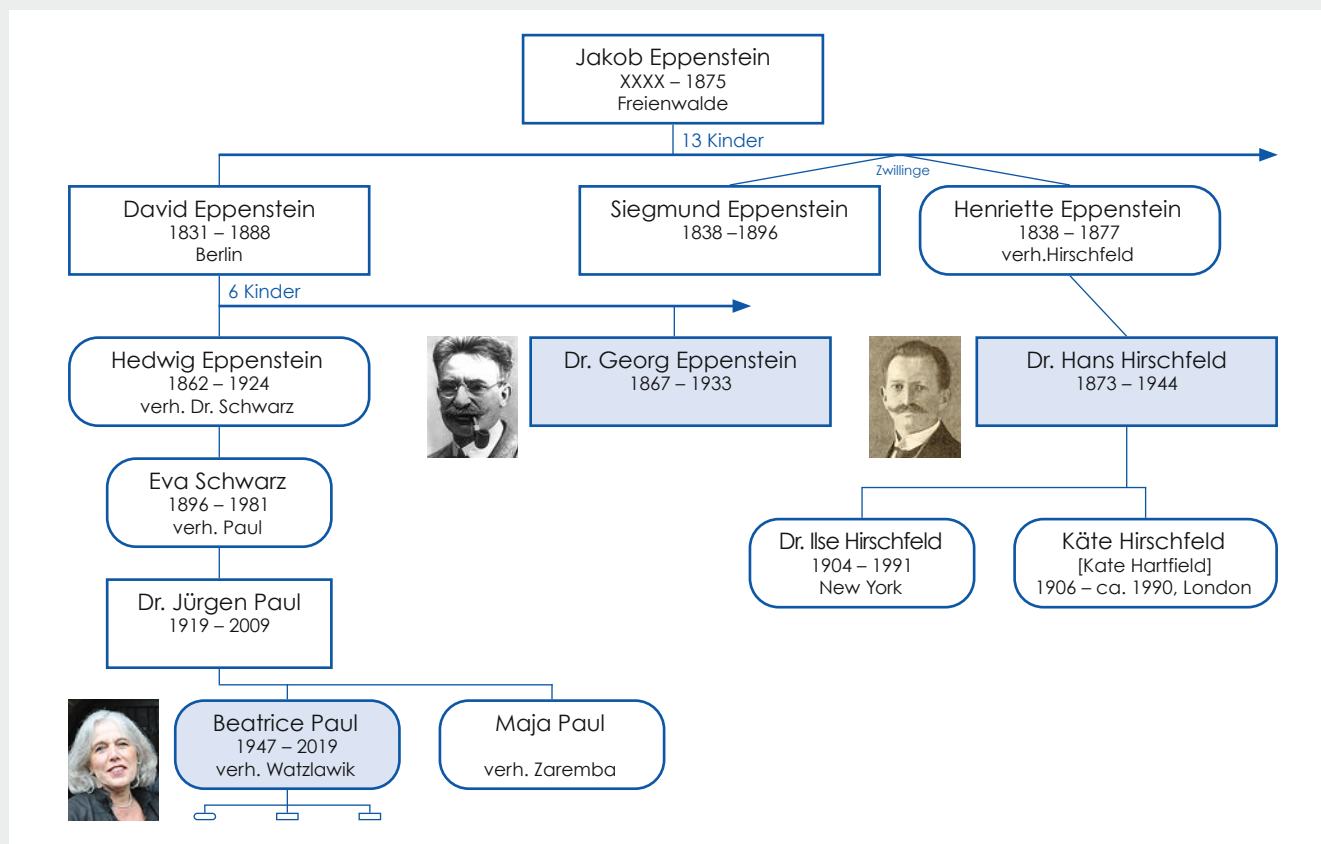 Jakob Eppenstein
XXXX – 1875
Freienwalde
13 Kinder
Zwillinge
David Eppenstein
1831 – 1888
Berlin
Siegmund Eppenstein
1838 –1896
Henriette Eppenstein
1838 – 1877
verh.Hirschfeld
6 Kinder
Hedwig Eppenstein
1862 – 1924
verh. Dr. Schwarz
Dr. Georg Eppenstein
1867 – 1933
Dr. Hans Hirschfeld
1873 – 1944
Eva Schwarz
1896 – 1981
verh. Paul
Dr. Ilse Hirschfeld
1904 – 1991
New York
Käte Hirschfeld
[Kate Hartfield]
1906 – ca. 1990, London
Dr. Jürgen Paul
1919 – 2009
Beatrice Paul
1947 – 2019
verh. Watzlawik
Maja Paul
verh. Zaremba